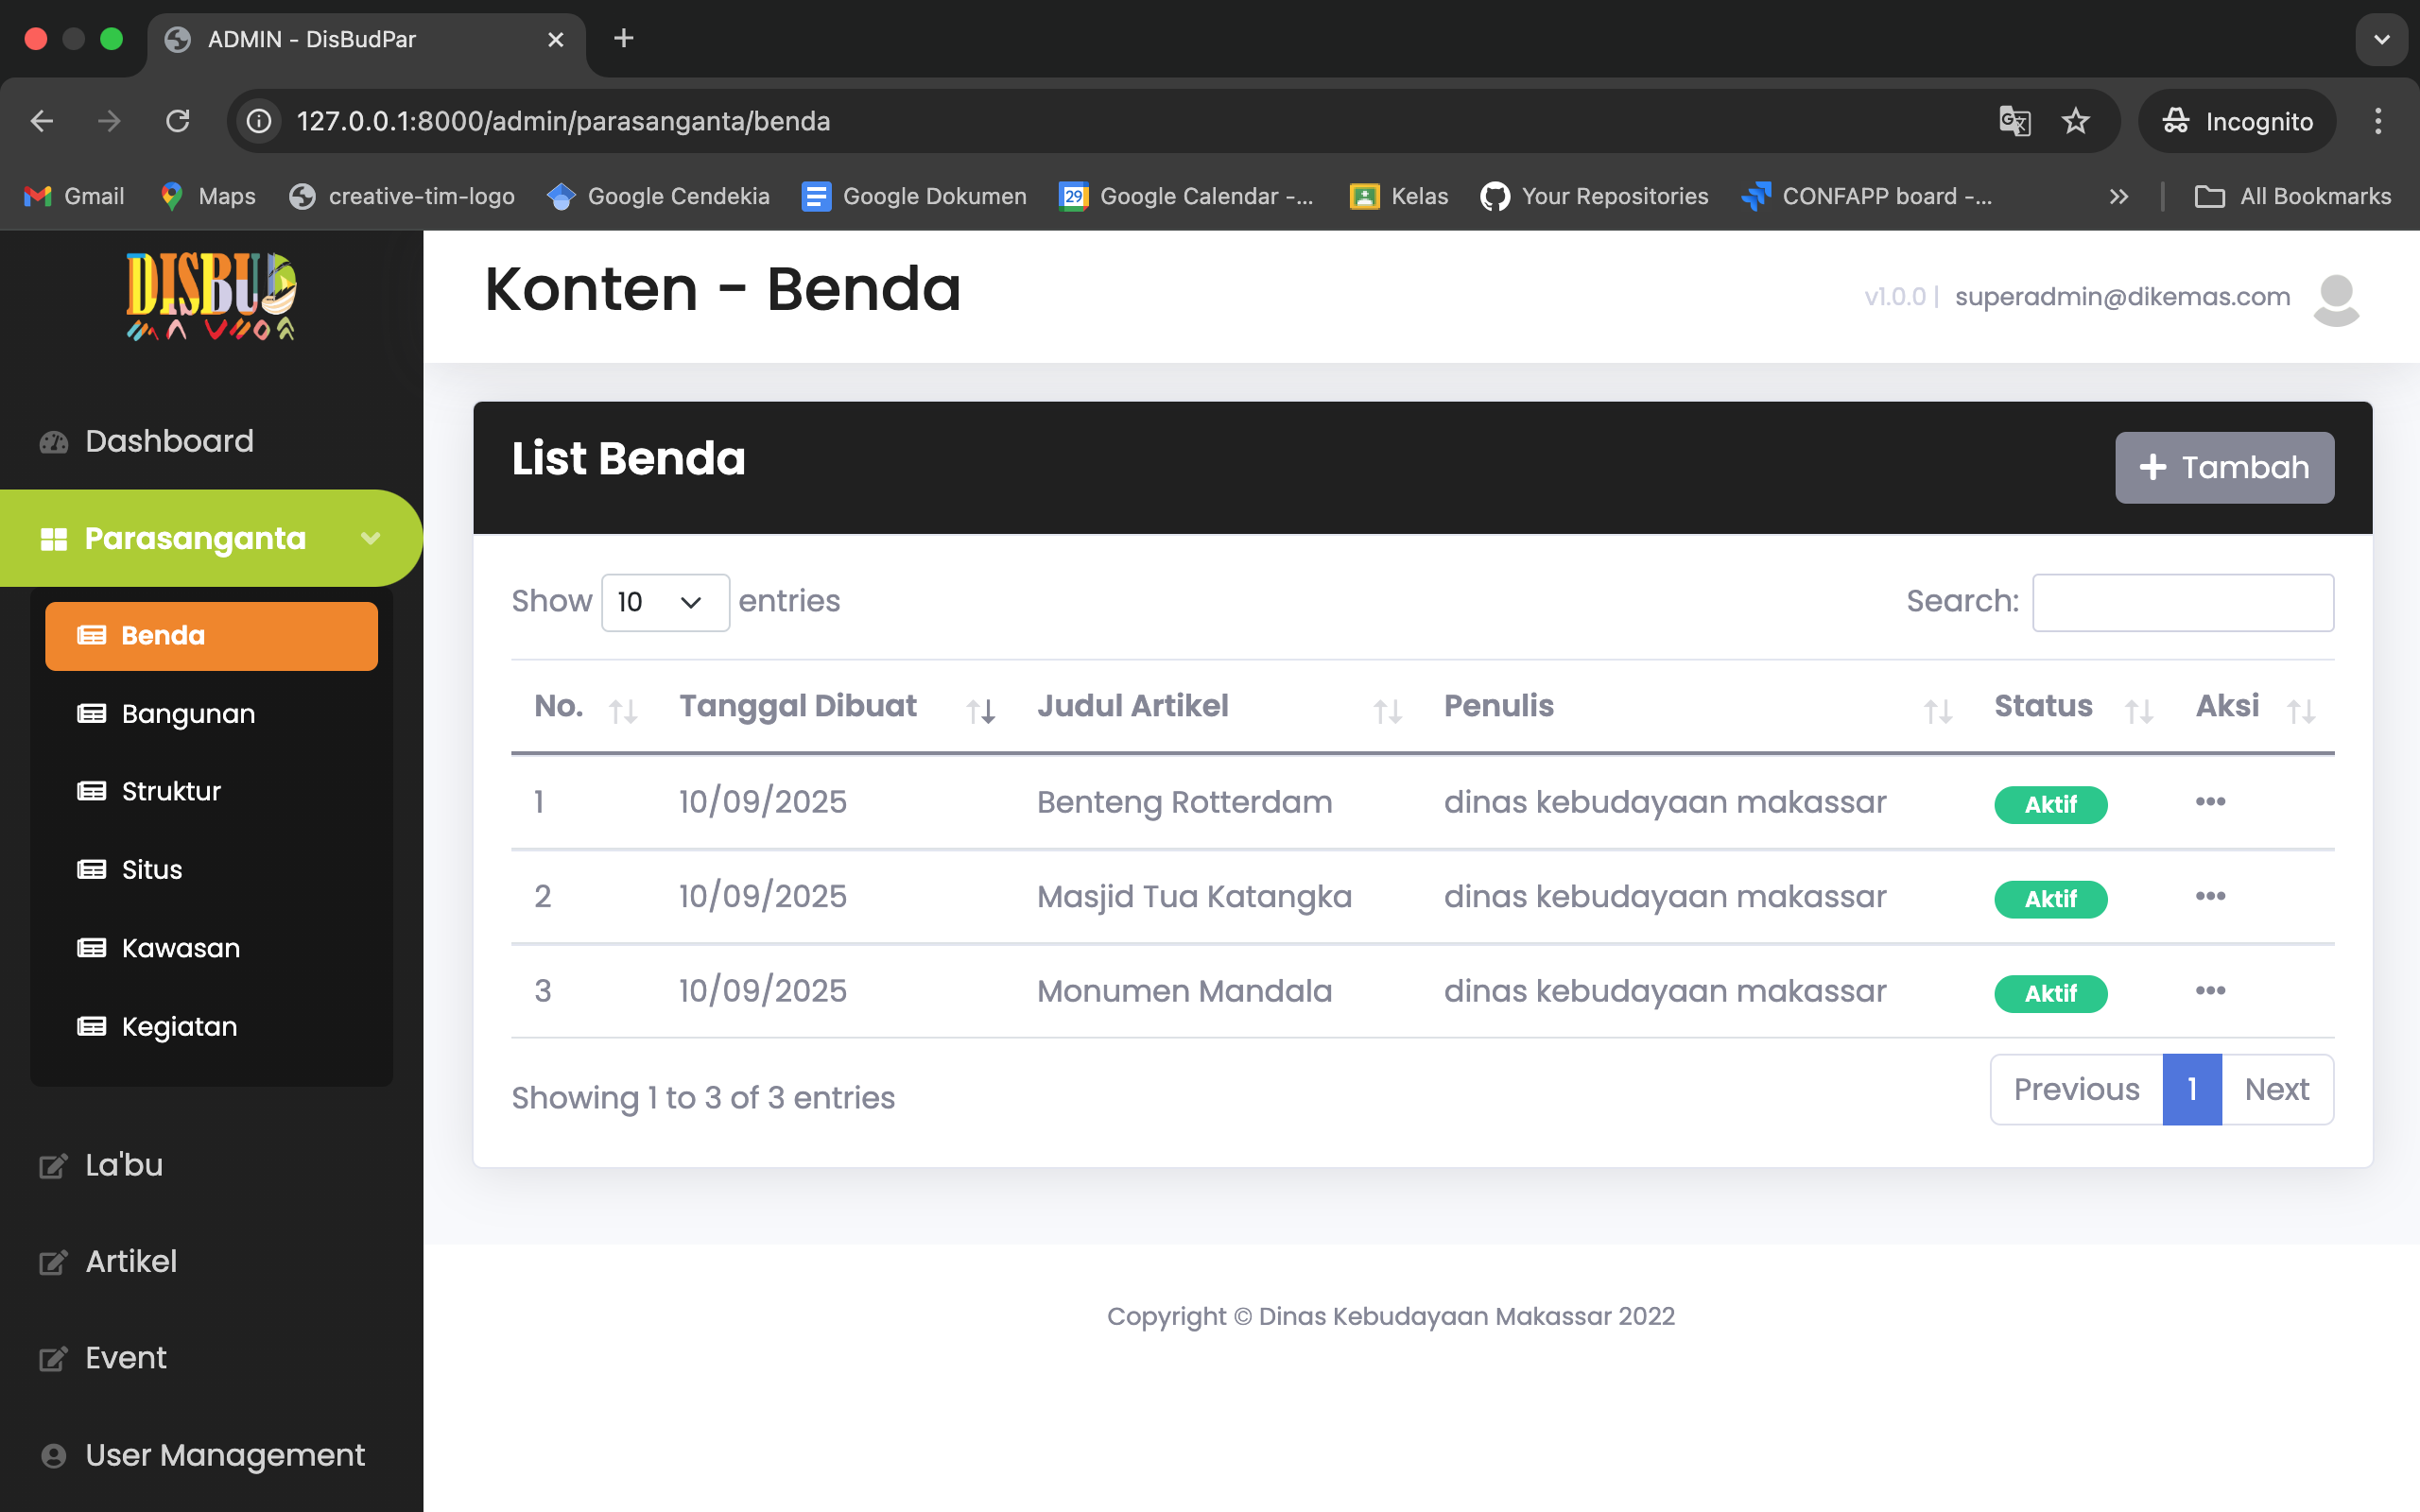 ADMIN - DisBudPar
127.0.0.1:8000/admin/parasanganta/benda
Incognito
Gmail
Maps
creative-tim-logo
Google Cendekia
Google Dokumen
29
Google Calendar -...
Kelas
Your Repositories
CONFAPP board -...
All Bookmarks
DISBUD
Konten - Benda
v1.0.0 |
superadmin@dikemas.com
Dashboard
Parasanganta
Benda
Bangunan
Struktur
Situs
Kawasan
Kegiatan
La'bu
Artikel
Event
User Management
List Benda
+ Tambah
Show 10 entries
Search:
No. Tanggal Dibuat Judul Artikel Penulis Status Aksi
1 10/09/2025 Benteng Rotterdam dinas kebudayaan makassar Aktif •••
2 10/09/2025 Masjid Tua Katangka dinas kebudayaan makassar Aktif •••
3 10/09/2025 Monumen Mandala dinas kebudayaan makassar Aktif •••
Showing 1 to 3 of 3 entries
Previous 1 Next
Copyright © Dinas Kebudayaan Makassar 2022